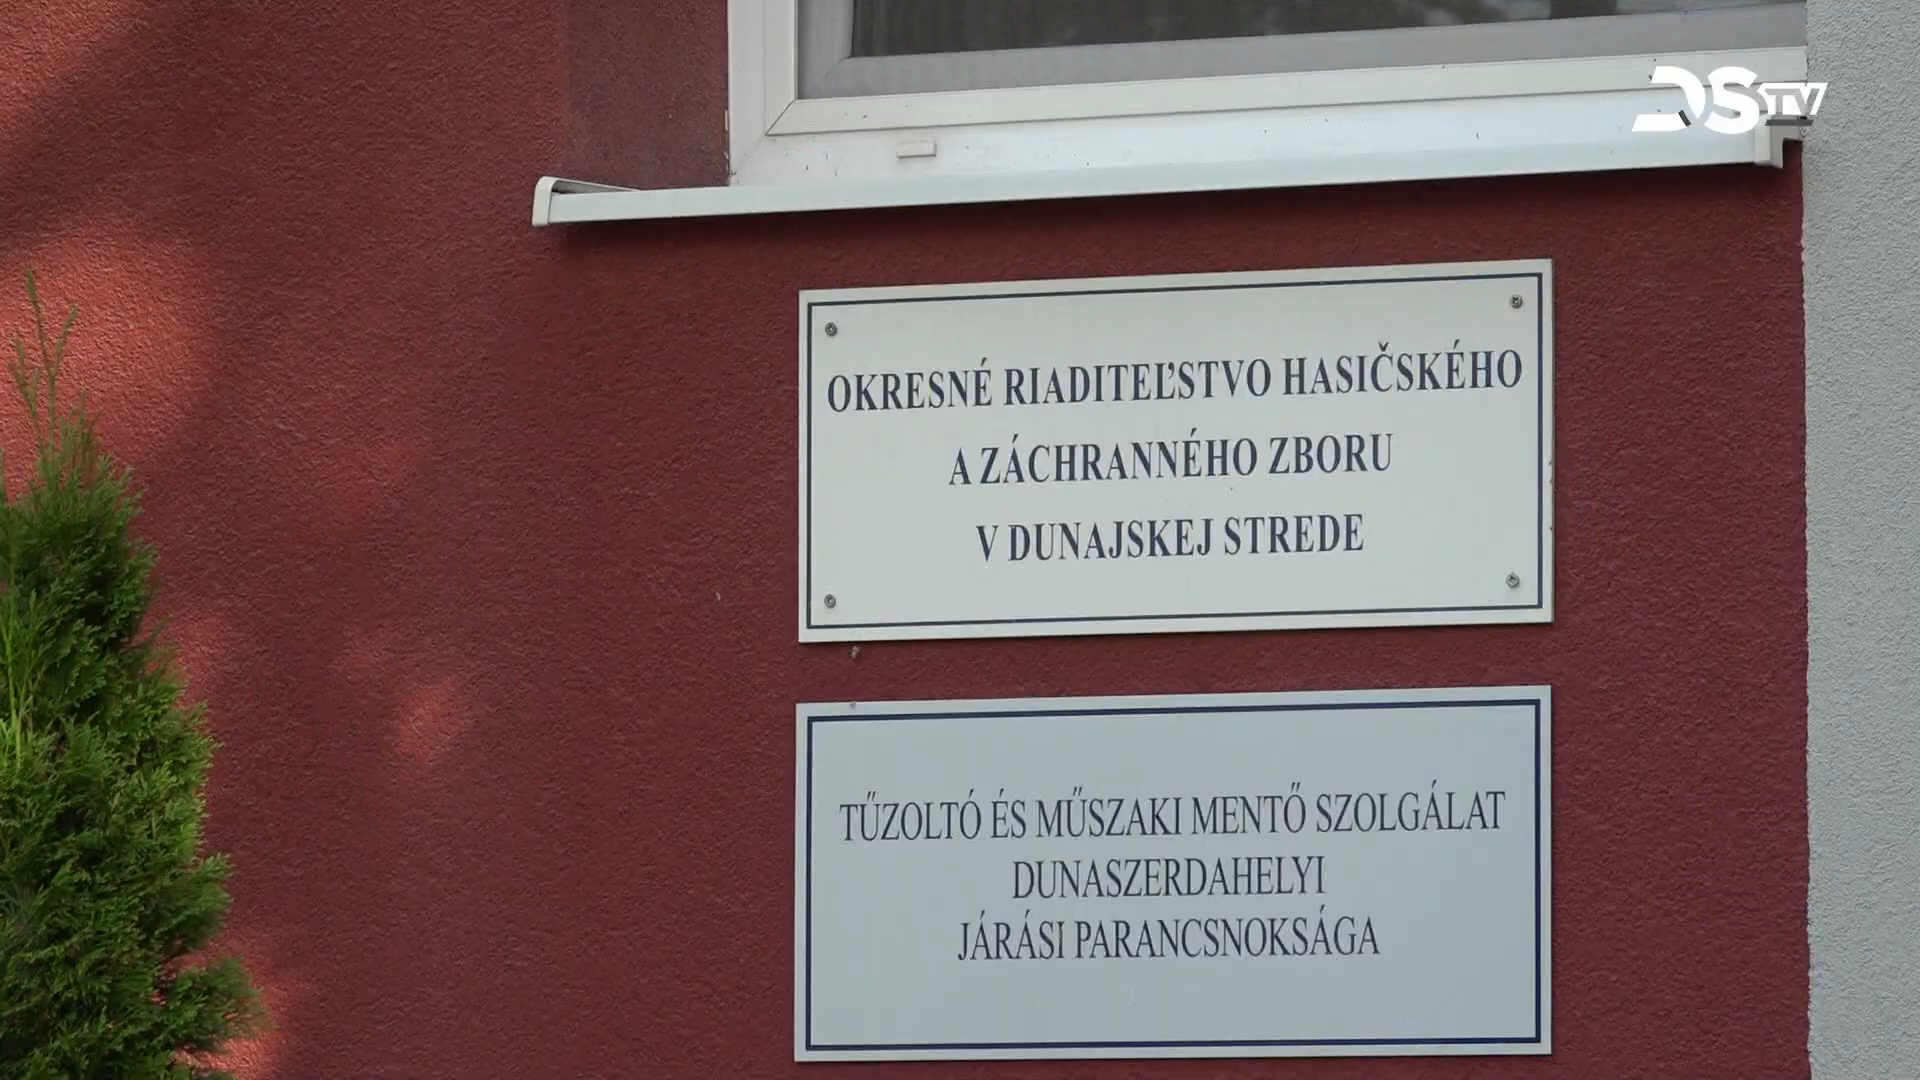 DSTV
OKRESNÉ RIADITEĽSTVO HASIČSKÉHO
A ZÁCHRANNÉHO ZBORU
V DUNAJSKEJ STREDE
TŰZOLTÓ ÉS MŰSZAKI MENTŐ SZOLGÁLAT
DUNASZERDAHELYI
JÁRÁSI PARANCSNOKSÁGA